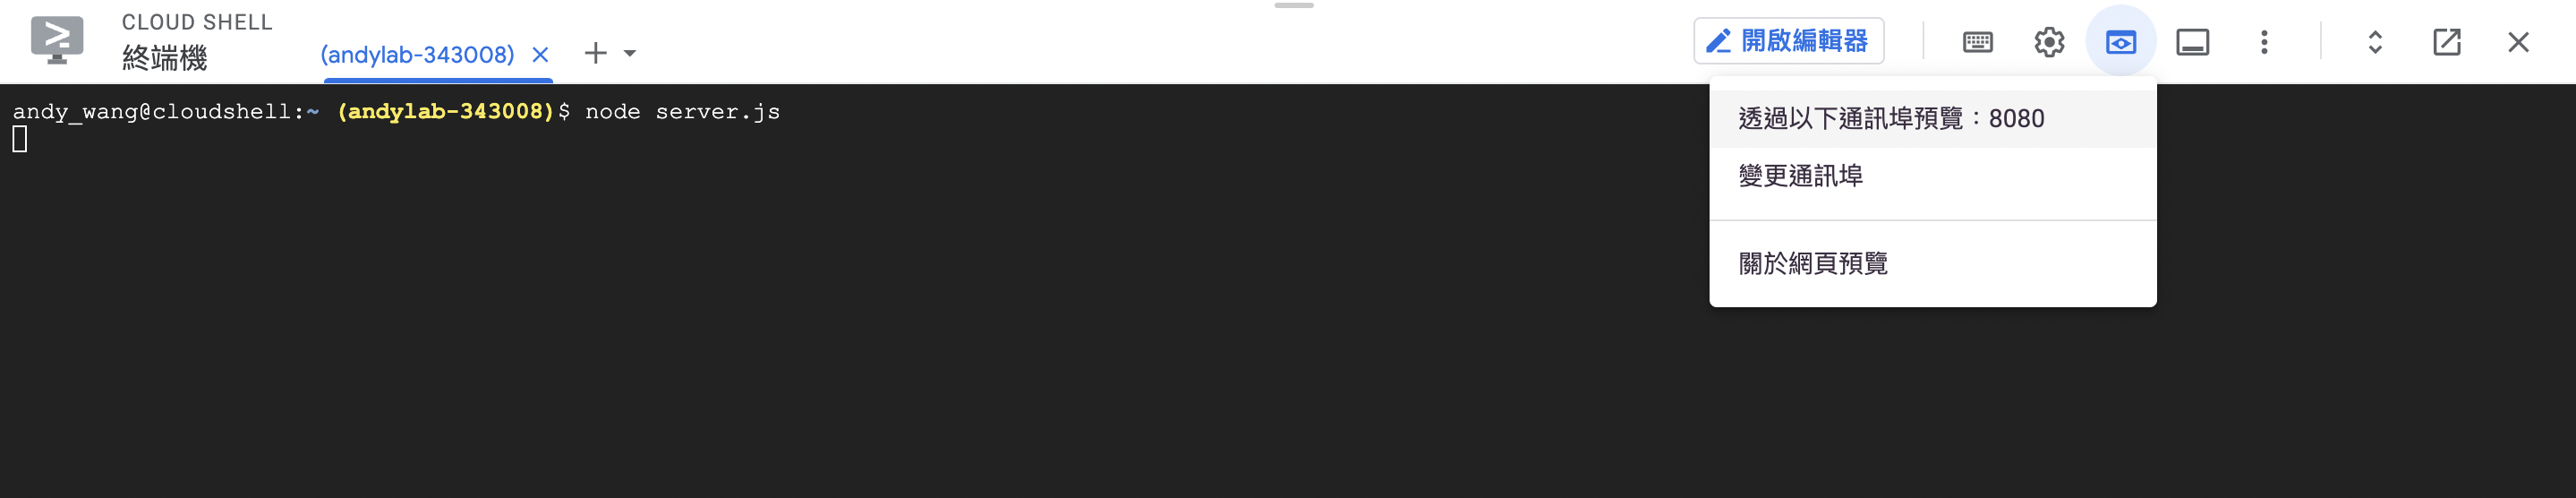 CLOUD SHELL
終端機
(andylab-343008)
開啟編輯器
andy_wang@cloudshell:~ (andylab-343008)$ node server.js
透過以下通訊埠預覽：8080
變更通訊埠
關於網頁預覽